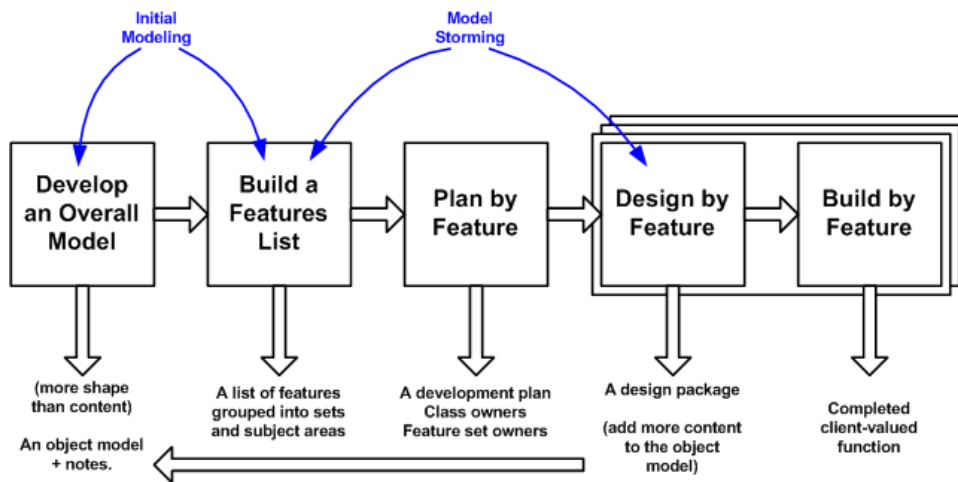 Initial
Modeling
Model
Storming
Develop
an Overall
Model
Build a
Features
List
Plan by
Feature
Design by
Feature
Build by
Feature
(more shape
than content)
An object model
+ notes.
A list of features
grouped into sets
and subject areas
A development plan
Class owners
Feature set owners
A design package
(add more content
to the object
model)
Completed
client-valued
function